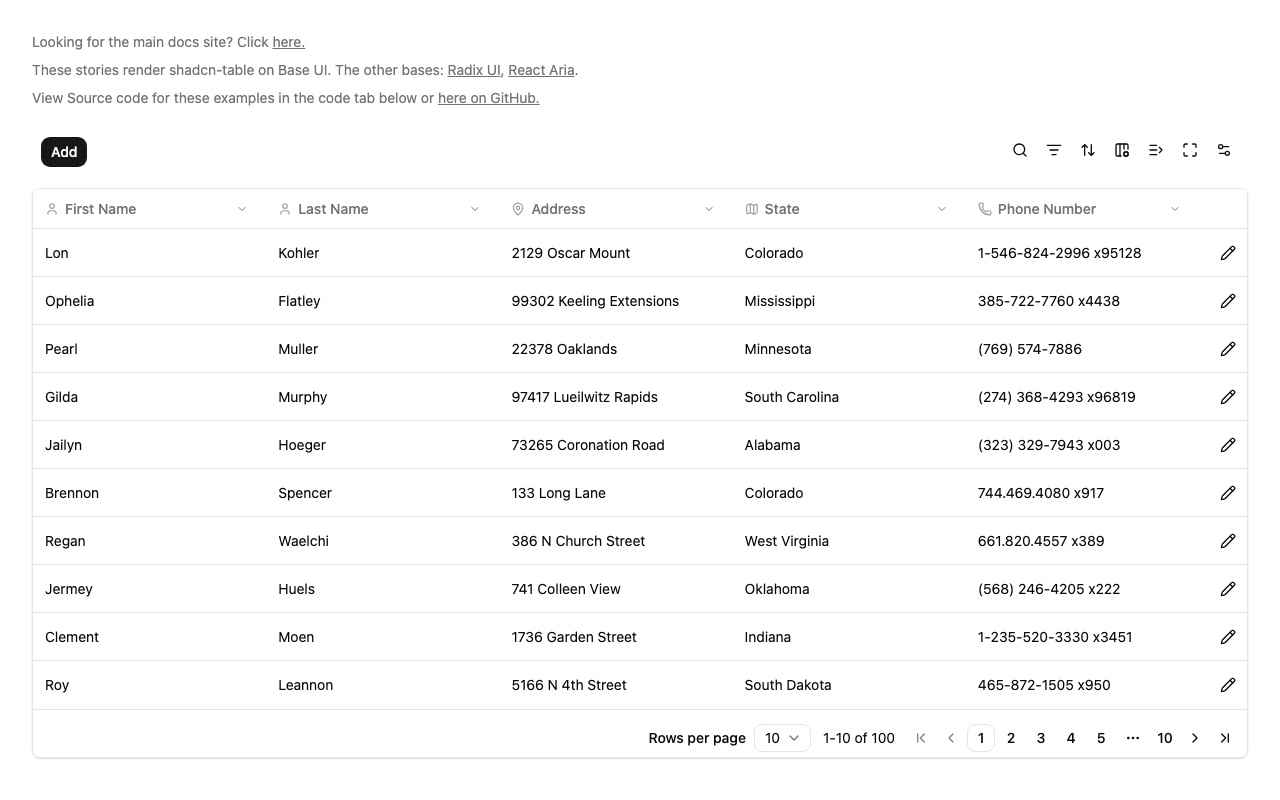 Looking for the main docs site? Click here.
These stories render shadcn-table on Base UI. The other bases: Radix UI, React Aria.
View Source code for these examples in the code tab below or here on GitHub.
Add
First Name Last Name Address State Phone Number
Lon Kohler 2129 Oscar Mount Colorado 1-546-824-2996 x95128
Ophelia Flatley 99302 Keeling Extensions Mississippi 385-722-7760 x4438
Pearl Muller 22378 Oaklands Minnesota (769) 574-7886
Gilda Murphy 97417 Lueilwitz Rapids South Carolina (274) 368-4293 x96819
Jailyn Hoeger 73265 Coronation Road Alabama (323) 329-7943 x003
Brennon Spencer 133 Long Lane Colorado 744.469.4080 x917
Regan Waelchi 386 N Church Street West Virginia 661.820.4557 x389
Jermey Huels 741 Colleen View Oklahoma (568) 246-4205 x222
Clement Moen 1736 Garden Street Indiana 1-235-520-3330 x3451
Roy Leannon 5166 N 4th Street South Dakota 465-872-1505 x950
Rows per page 10 1-10 of 100 1 2 3 4 5 ··· 10